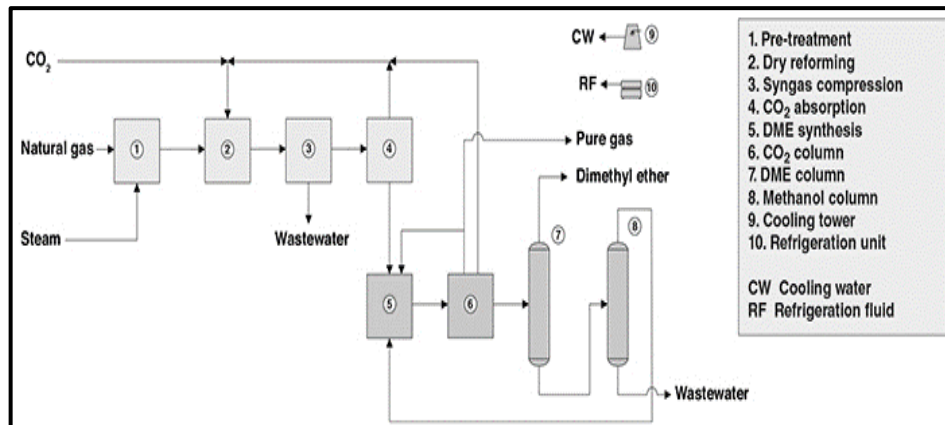 CO₂
CW
9
RF
10
Natural gas
1
2
3
4
Pure gas
Dimethyl ether
Steam
Wastewater
5
6
7
8
Wastewater
1. Pre-treatment
2. Dry reforming
3. Syngas compression
4. CO₂ absorption
5. DME synthesis
6. CO₂ column
7. DME column
8. Methanol column
9. Cooling tower
10. Refrigeration unit
CW Cooling water
RF Refrigeration fluid